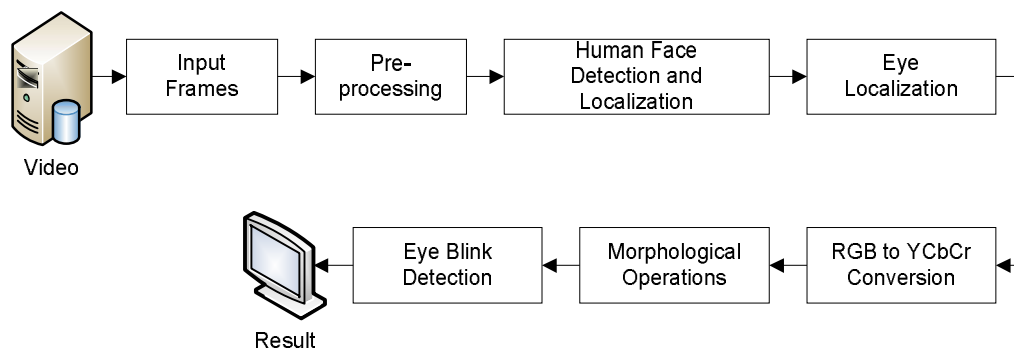 Video
Input
Frames
Pre-
processing
Human Face
Detection and
Localization
Eye
Localization
RGB to YCbCr
Conversion
Morphological
Operations
Eye Blink
Detection
Result